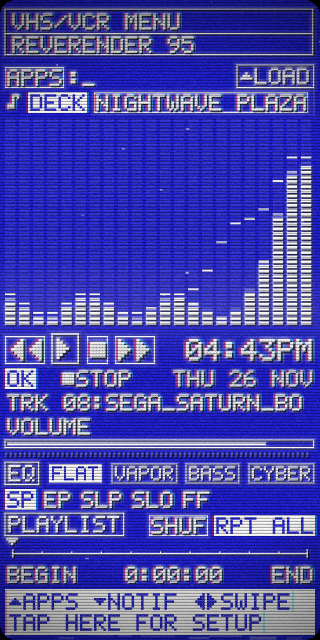 VHS/VCR MENU
REVERENDER 95
APPS:_ LOAD
DECK NIGHTWAVE PLAZA
04:43PM
OK STOP THU 26 NOV
TRK 08:SEGA_SATURN_BO
VOLUME
EQ FLAT VAPOR BASS CYBER
SP EP SLP SLO FF
PLAYLIST SHUF RPT ALL
BEGIN 0:00:00 END
APPS NOTIF SWIPE
TAP HERE FOR SETUP